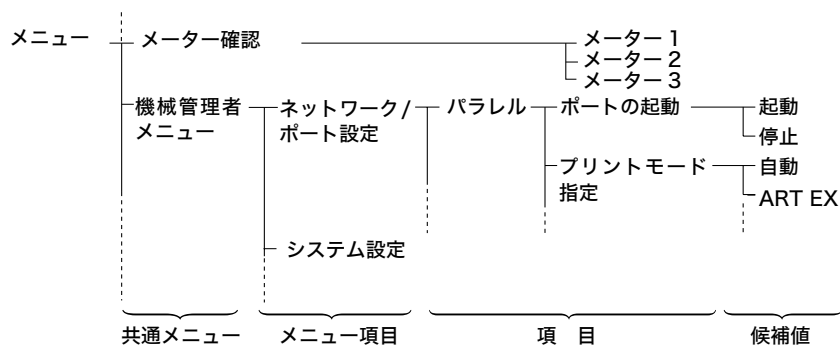 メニュー
メーター確認
メーター 1
メーター 2
メーター 3
機械管理者
メニュー
ネットワーク/
ポート設定
パラレル
ポートの起動
起動
停止
プリントモード
指定
自動
ART EX
システム設定
共通メニュー
メニュー項目
項　目
候補値